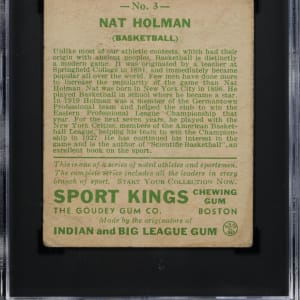 — No. 3 —
NAT HOLMAN
(BASKETBALL)
Unlike most of our athletic contests, which had their
origin with ancient peoples, Basketball is distinctly
a modern game. It was originated by a teacher at
Springfield College in 1891, and immediately became
popular all over the world. Few men have done more
to increase the popularity of the game than Nat
Holman. Nat was born in New York City in 1896. He
played Basketball in school where he became a star.
In 1919 Holman was a member of the Germantown
Professional team and helped the club to win the
Eastern Professional League Championship that
year. For the next seven years, he played with the
New York Celtics, members of the American Basket-
ball League, helping his team to win the Champion-
ship in 1927. He has continued his interest in the
game and is author of "Scientific Basketball", an
excellent book on the sport.
This is one of a series of noted athletes and sportsmen.
The complete series includes all the leaders in every
branch of sport. START YOUR COLLECTION NOW.
SPORT KINGS CHEWING GUM
THE GOUDEY GUM CO. BOSTON
Made by the originators of
INDIAN and BIG LEAGUE GUM